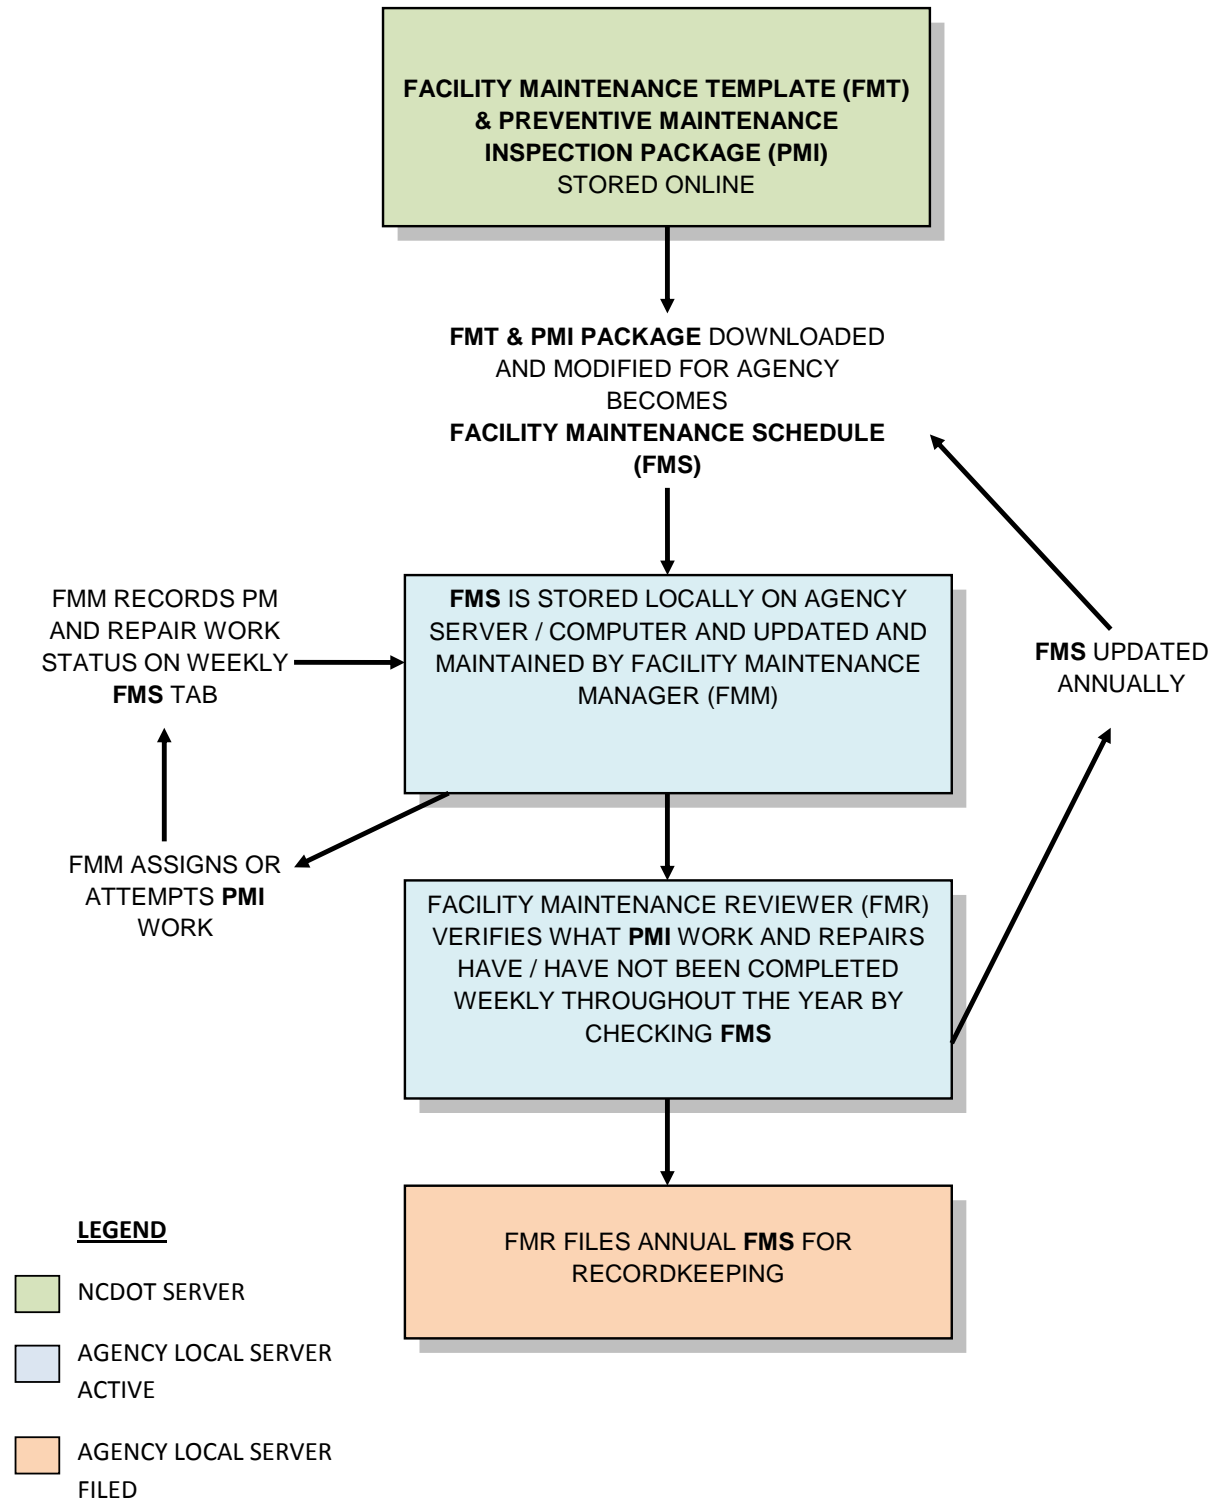 FACILITY MAINTENANCE TEMPLATE (FMT)
& PREVENTIVE MAINTENANCE
INSPECTION PACKAGE (PMI)
STORED ONLINE
FMT & PMI PACKAGE DOWNLOADED
AND MODIFIED FOR AGENCY
BECOMES
FACILITY MAINTENANCE SCHEDULE
(FMS)
FMS IS STORED LOCALLY ON AGENCY
SERVER / COMPUTER AND UPDATED AND
MAINTAINED BY FACILITY MAINTENANCE
MANAGER (FMM)
FMM RECORDS PM
AND REPAIR WORK
STATUS ON WEEKLY
FMS TAB
FMS UPDATED
ANNUALLY
FMM ASSIGNS OR
ATTEMPTS PMI
WORK
FACILITY MAINTENANCE REVIEWER (FMR)
VERIFIES WHAT PMI WORK AND REPAIRS
HAVE / HAVE NOT BEEN COMPLETED
WEEKLY THROUGHOUT THE YEAR BY
CHECKING FMS
FMR FILES ANNUAL FMS FOR
RECORDKEEPING
LEGEND
NCDOT SERVER
AGENCY LOCAL SERVER
ACTIVE
AGENCY LOCAL SERVER
FILED